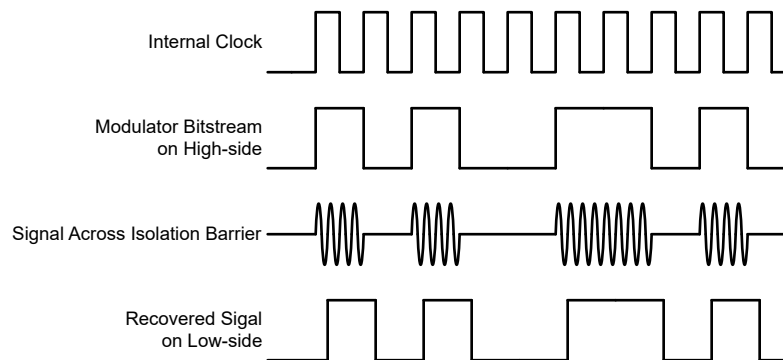 Internal Clock
Modulator Bitstream
on High-side
Signal Across Isolation Barrier
Recovered Sigal
on Low-side